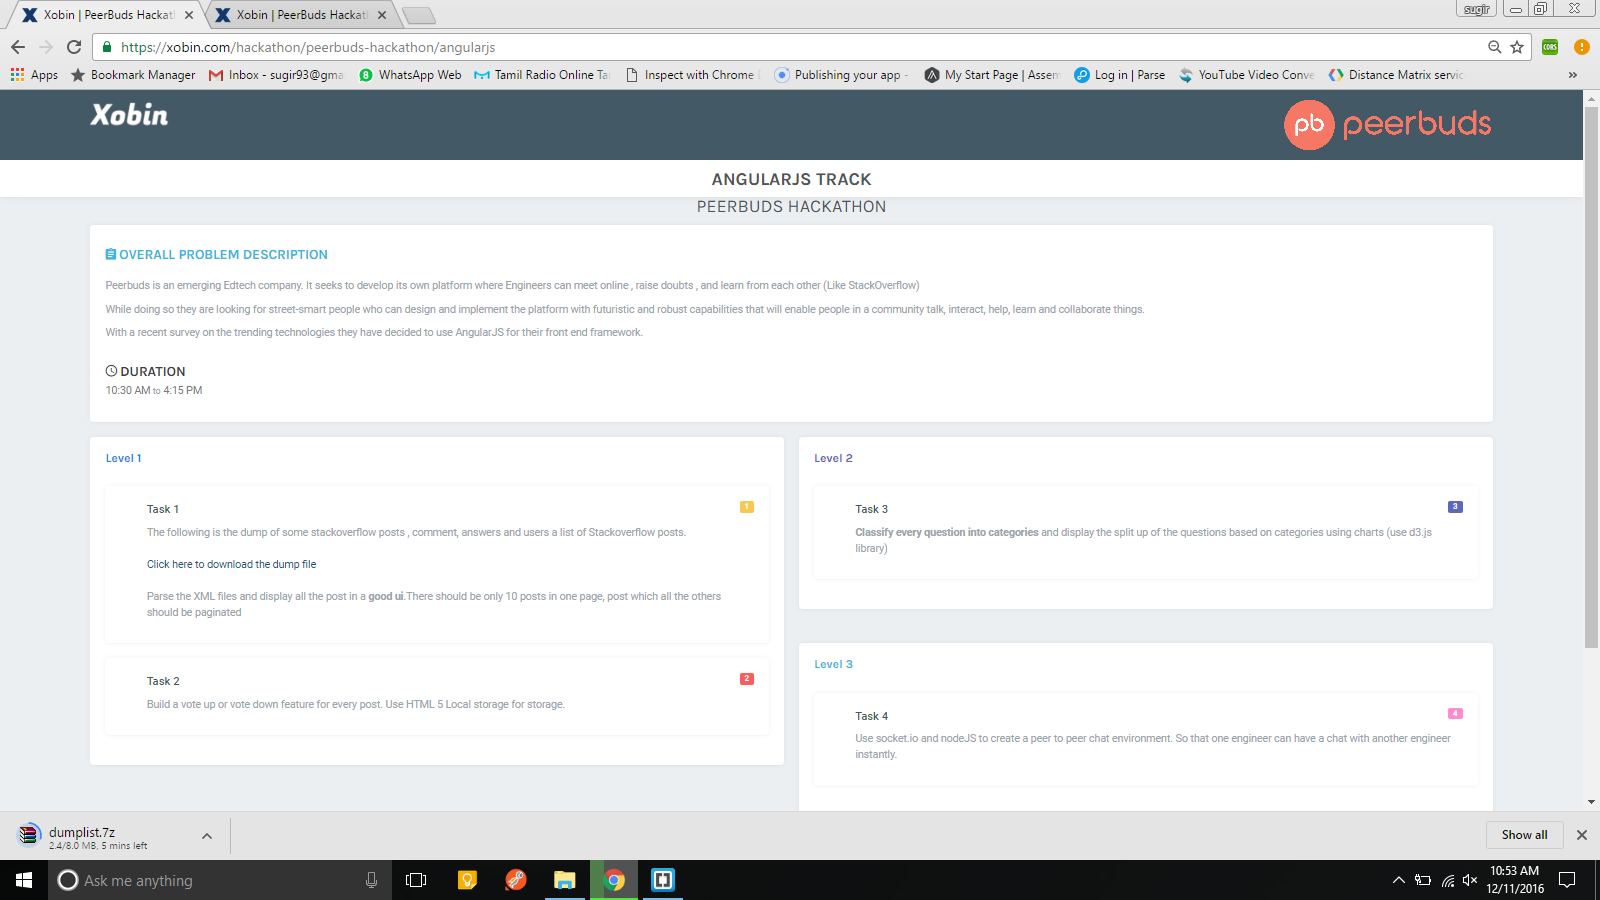 Xobin | PeerBuds Hackat
Xobin | PeerBuds Hackat
sugir
https://xobin.com/hackathon/peerbuds-hackathon/angularjs
CORS
Apps
Bookmark Manager
Inbox - sugir93@gma
8
WhatsApp Web
Tamil Radio Online
Inspect with Chrome
Publishing your app -
My Start Page | Assem
Log in | Parse
YouTube Video Conve
Distance Matrix servic
»
Xobin
pb peerbuds
ANGULARJS TRACK
PEERBUDS HACKATHON
OVERALL PROBLEM DESCRIPTION
Peerbuds is an emerging Edtech company. It seeks to develop its own platform where Engineers can meet online , raise doubts , and learn from each other (Like StackOverflow)
While doing so they are looking for street-smart people who can design and implement the platform with futuristic and robust capabilities that will enable people in a community talk, interact, help, learn and collaborate things.
With a recent survey on the trending technologies they have decided to use AngularJS for their front end framework.
DURATION
10:30 AM to 4:15 PM
Level 1
Task 1
1
The following is the dump of some stackoverflow posts , comment, answers and users a list of Stackoverflow posts.
Click here to download the dump file
Parse the XML files and display all the post in a good ui.There should be only 10 posts in one page, post which all the others
should be paginated
Task 2
2
Build a vote up or vote down feature for every post. Use HTML 5 Local storage for storage.
Level 2
Task 3
3
Classify every question into categories and display the split up of the questions based on categories using charts (use d3.js
library)
Level 3
Task 4
4
Use socket.io and nodeJS to create a peer to peer chat environment. So that one engineer can have a chat with another engineer
instantly.
dumplist.7z
2.4/8.0 MB, 5 mins left
Show all
Ask me anything
10:53 AM
12/11/2016